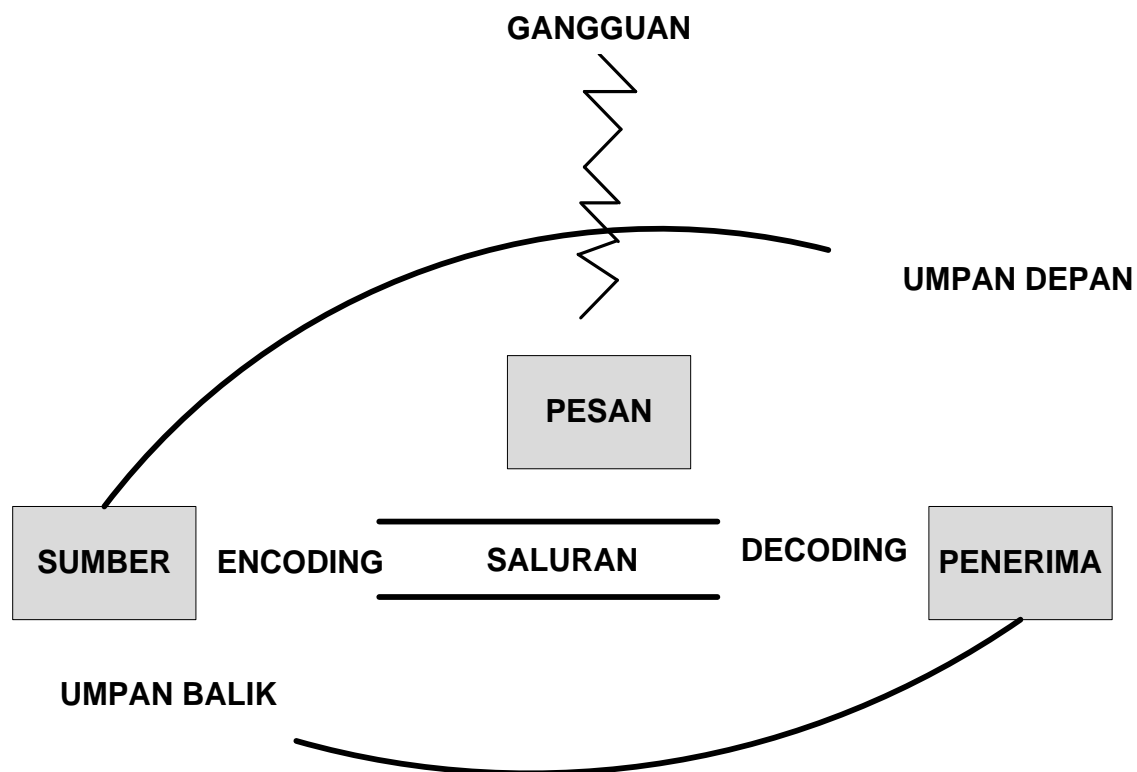 GANGGUAN
UMPAN DEPAN
PESAN
SUMBER
ENCODING
SALURAN
DECODING
PENERIMA
UMPAN BALIK